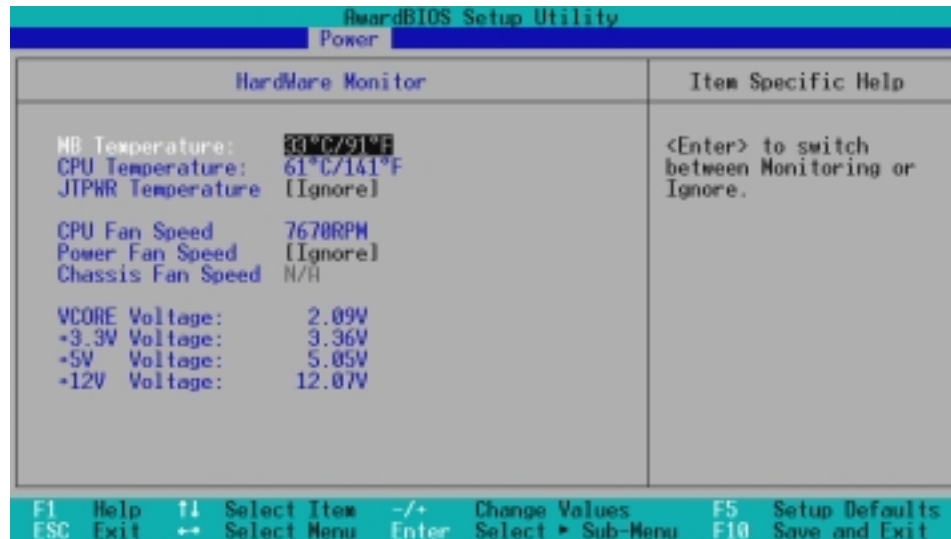 AwardBIOS Setup Utility
Power
HardWare Monitor
Item Specific Help
MB Temperature: 33°C/91°F
CPU Temperature: 61°C/141°F
JTPWR Temperature [Ignore]
CPU Fan Speed 7670RPM
Power Fan Speed [Ignore]
Chassis Fan Speed N/A
VCORE Voltage: 2.09V
+3.3V Voltage: 3.36V
+5V Voltage: 5.05V
+12V Voltage: 12.07V
<Enter> to switch
between Monitoring or
Ignore.
F1 Help ↑↓ Select Item -/+ Change Values F5 Setup Defaults
ESC Exit ←→ Select Menu Enter Select ► Sub-Menu F10 Save and Exit